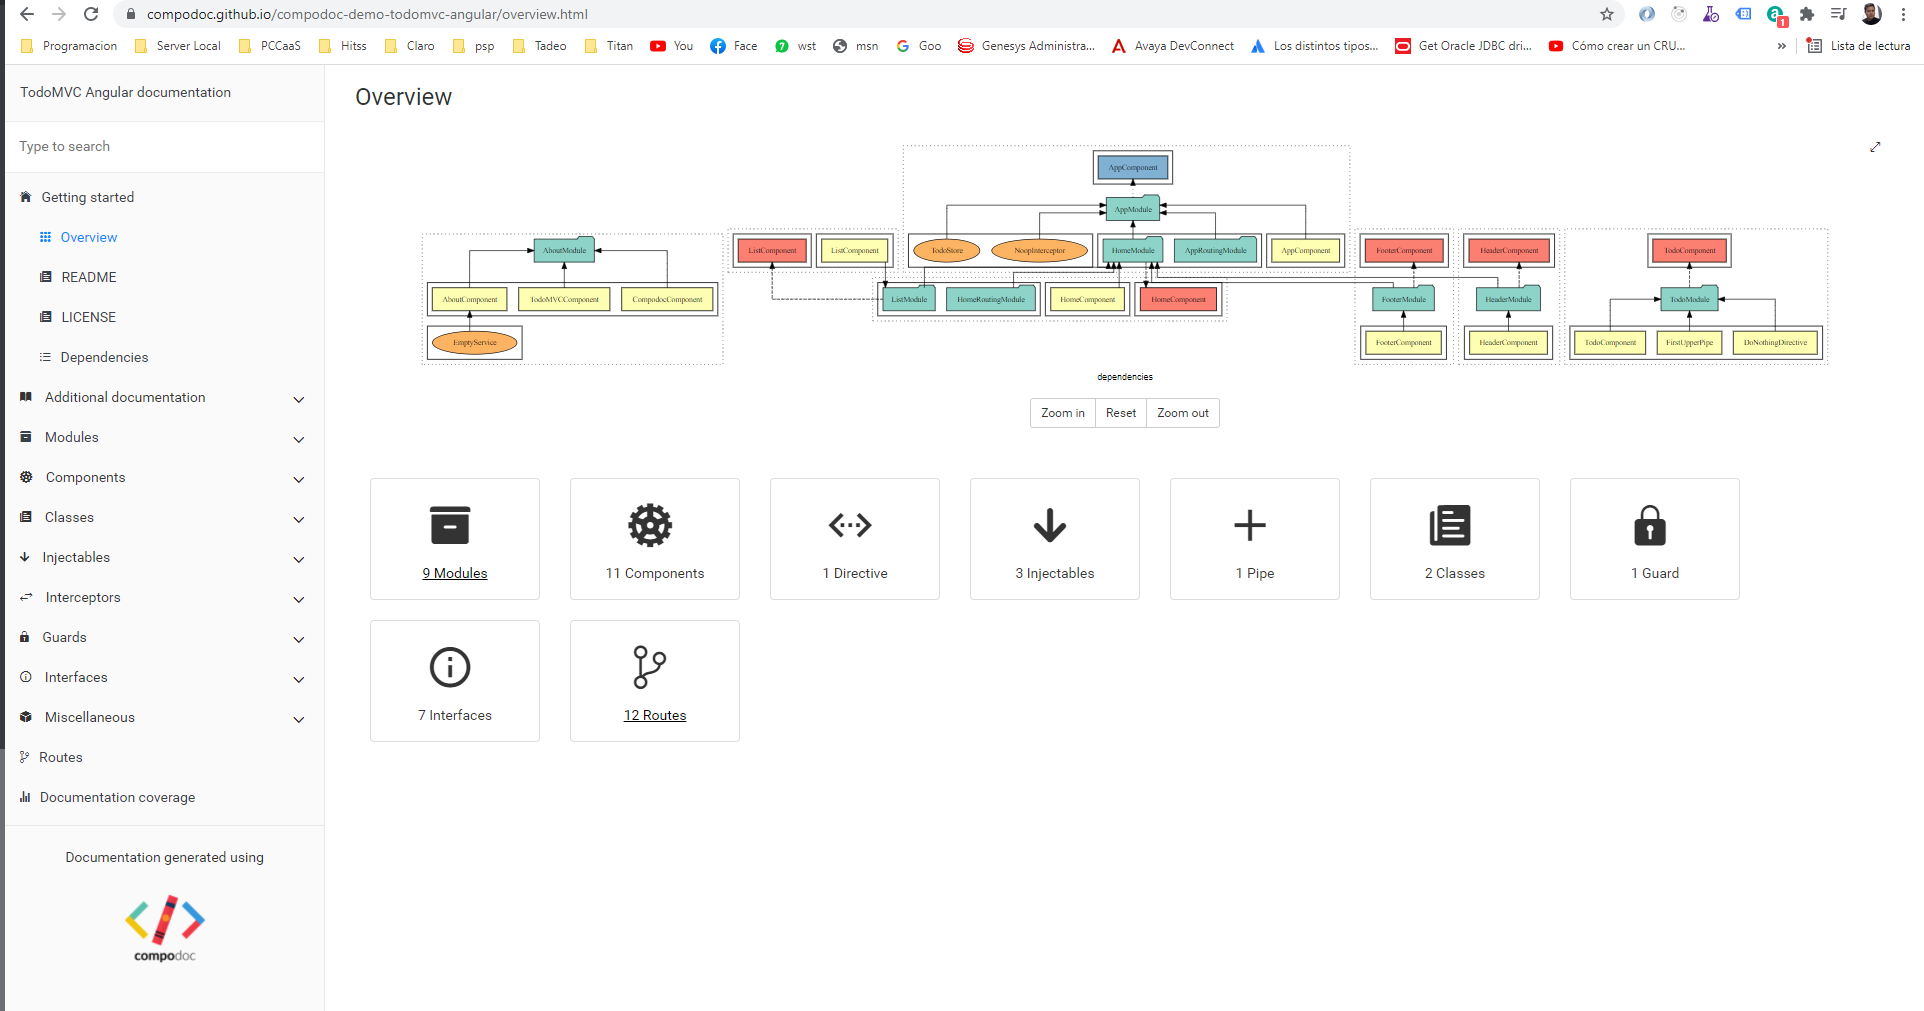 compodoc.github.io/compodoc-demo-todomvc-angular/overview.html
1
Programacion Server Local PCCaaS Hitss Claro psp Tadeo Titan You Face 7 wst msn Goo Genesys Administra... Avaya DevConnect Los distintos tipos... Get Oracle JDBC dri... Cómo crear un CRU... » Lista de lectura
TodoMVC Angular documentation
Type to search
Getting started
Overview
README
LICENSE
Dependencies
Additional documentation
Modules
Components
Classes
Injectables
Interceptors
Guards
Interfaces
Miscellaneous
Routes
Documentation coverage
Documentation generated using
compodoc
Overview
AppComponent
AppModule
AboutModule ListComponent ListComponent TodoStore NoopInterceptor HomeModule AppRoutingModule AppComponent FooterComponent HeaderComponent TodoComponent
AboutComponent TodoMVCComponent CompodocComponent ListModule HomeRoutingModule HomeComponent HomeComponent FooterModule HeaderModule TodoModule
EmptyService FooterComponent HeaderComponent TodoComponent FirstUpperPipe DoNothingDirective
dependencies
Zoom in Reset Zoom out
9 Modules 11 Components 1 Directive 3 Injectables 1 Pipe 2 Classes 1 Guard
7 Interfaces 12 Routes